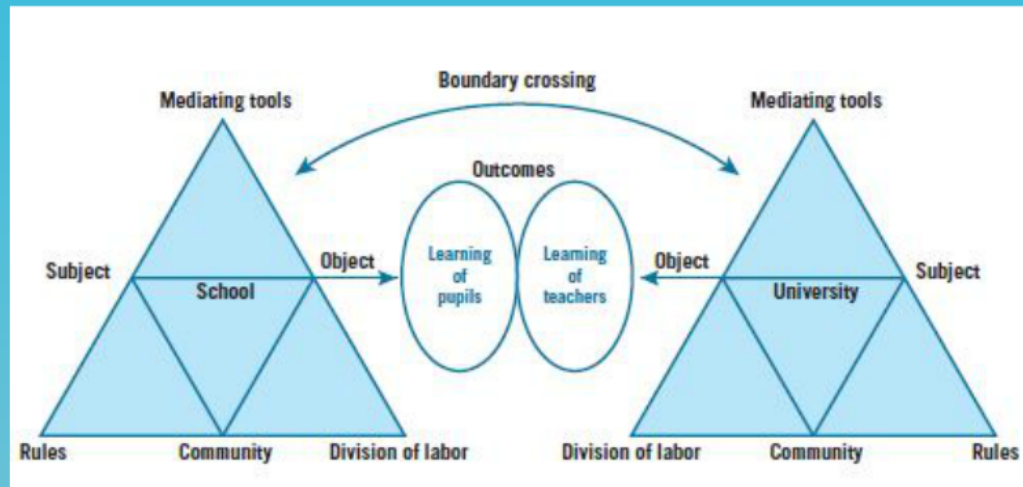 Boundary crossing
Mediating tools
Mediating tools
Outcomes
Subject
Object
Learning
of
pupils
Learning
of
teachers
Object
Subject
School
University
Rules
Community
Division of labor
Division of labor
Community
Rules